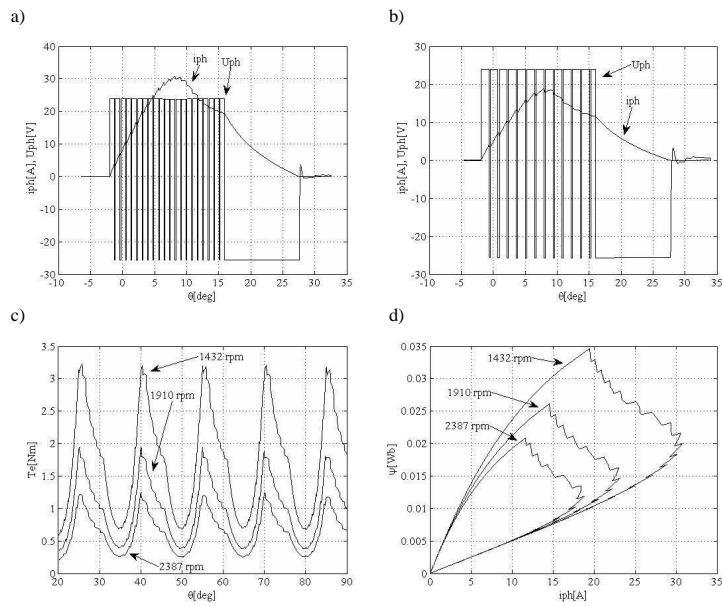 a)
b)
iph[A], Uph[V]
40
30
20
10
0
-10
-20
-30
iph
Uph
-10 -5 0 5 10 15 20 25 30 35
θ[deg]
iph[A], Uph[V]
30
20
10
0
-10
-20
-30
Uph
iph
-10 -5 0 5 10 15 20 25 30 35
θ[deg]
c)
d)
Te[Nm]
3.5
3
2.5
2
1.5
1
0.5
0
1432 rpm
1910 rpm
2387 rpm
20 30 40 50 60 70 80 90
θ[deg]
ψ[Wb]
0.035
0.03
0.025
0.02
0.015
0.01
0.005
0
1432 rpm
1910 rpm
2387 rpm
0 5 10 15 20 25 30 35
iph[A]